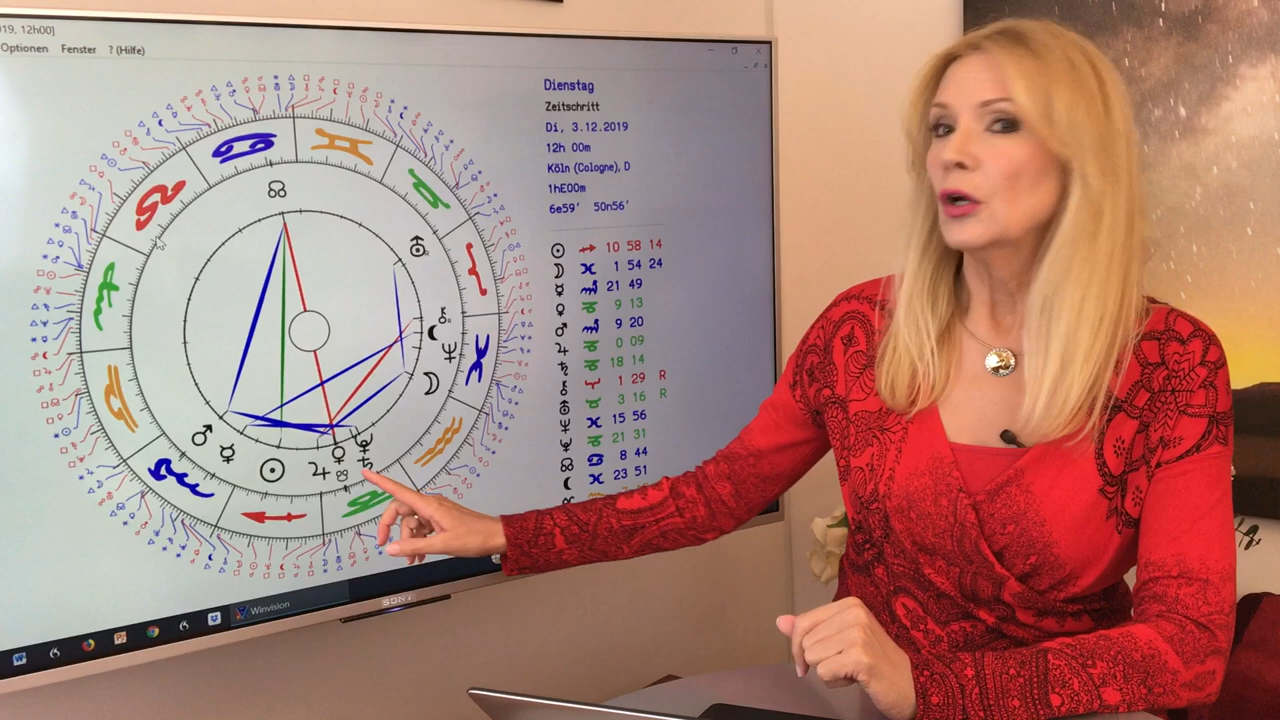 19, 12h00]
Optionen Fenster ? (Hilfe)
Dienstag
Zeitschritt
Di, 3.12.2019
12h 00m
Köln (Cologne), D
1hE00m
6e59' 50n56'
☉ ♐ 10 58 14
☽ ♓ 1 54 24
☿ ♏ 21 49
♀ ♑ 9 13
♂ ♏ 9 20
♃ ♑ 0 09
♄ ♑ 18 14
⚷ ♈ 1 29 R
♅ ♉ 3 16 R
♆ ♓ 15 56
♇ ♑ 21 31
☊ ♋ 8 44
⚸ ♓ 23 51
Winvision
SONY